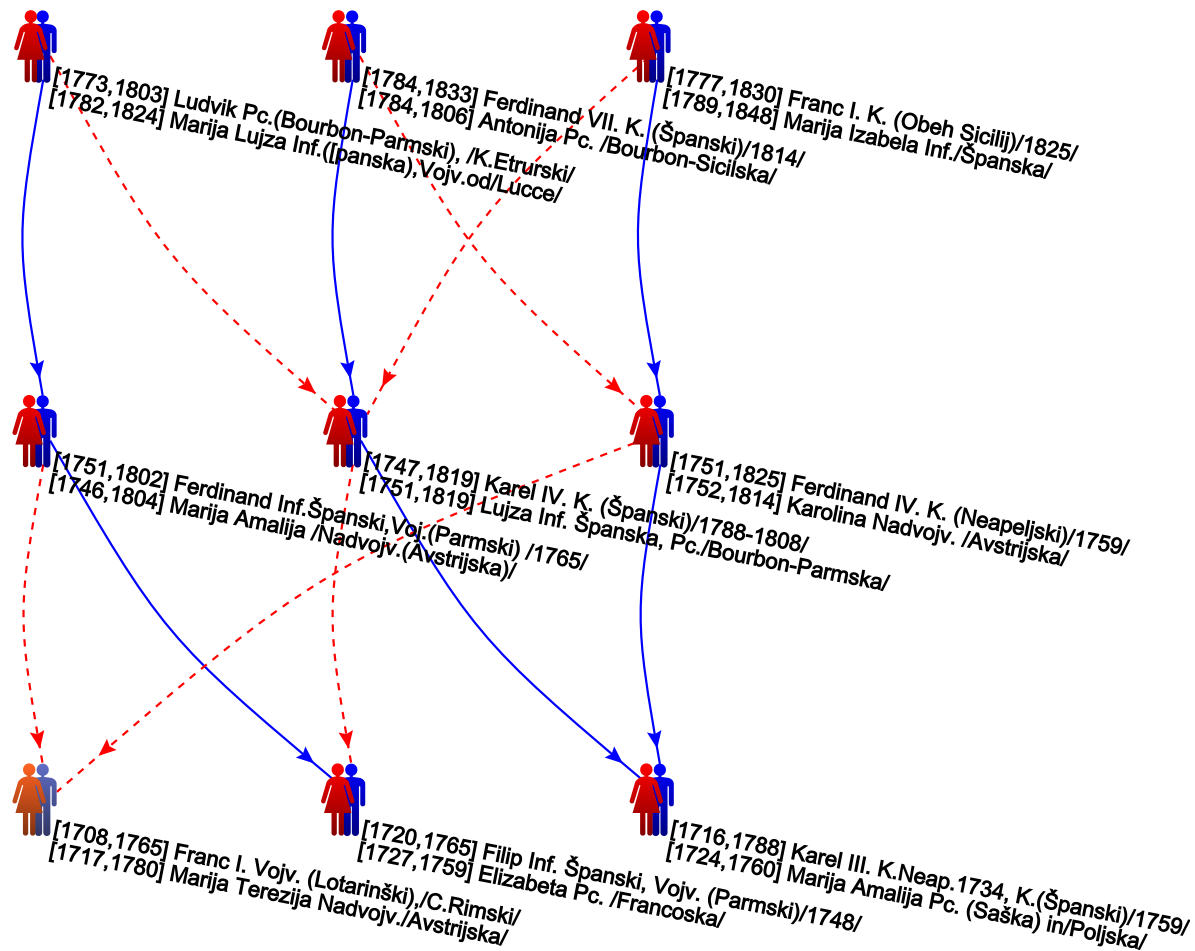 [1773,1803] Ludvik Pc.(Bourbon-Parmski), /K.Etrurski/
[1782,1824] Marija Lujza Inf.([panska),Vojv.od/Lucce/
[1784,1833] Ferdinand VII. K. (Španski)/1814/
[1784,1806] Antonija Pc. /Bourbon-Sicilska/
[1777,1830] Franc I. K. (Obeh Sicilij)/1825/
[1789,1848] Marija Izabela Inf./Španska/
[1751,1802] Ferdinand Inf.Španski,Voj.(Parmski) /1765/
[1746,1804] Marija Amalija /Nadvojv.(Avstrijska)/
[1747,1819] Karel IV. K. (Španski)/1788-1808/
[1751,1819] Lujza Inf. Španska, Pc./Bourbon-Parmska/
[1751,1825] Ferdinand IV. K. (Neapeljski)/1759/
[1752,1814] Karolina Nadvojv. /Avstrijska/
[1708,1765] Franc I. Vojv. (Lotarinški),/C.Rimski/
[1717,1780] Marija Terezija Nadvojv./Avstrijska/
[1720,1765] Filip Inf. Španski, Vojv. (Parmski)/1748/
[1727,1759] Elizabeta Pc. /Francoska/
[1716,1788] Karel III. K.Neap.1734, K.(Španski)/1759/
[1724,1760] Marija Amalija Pc. (Saška) in/Poljska/